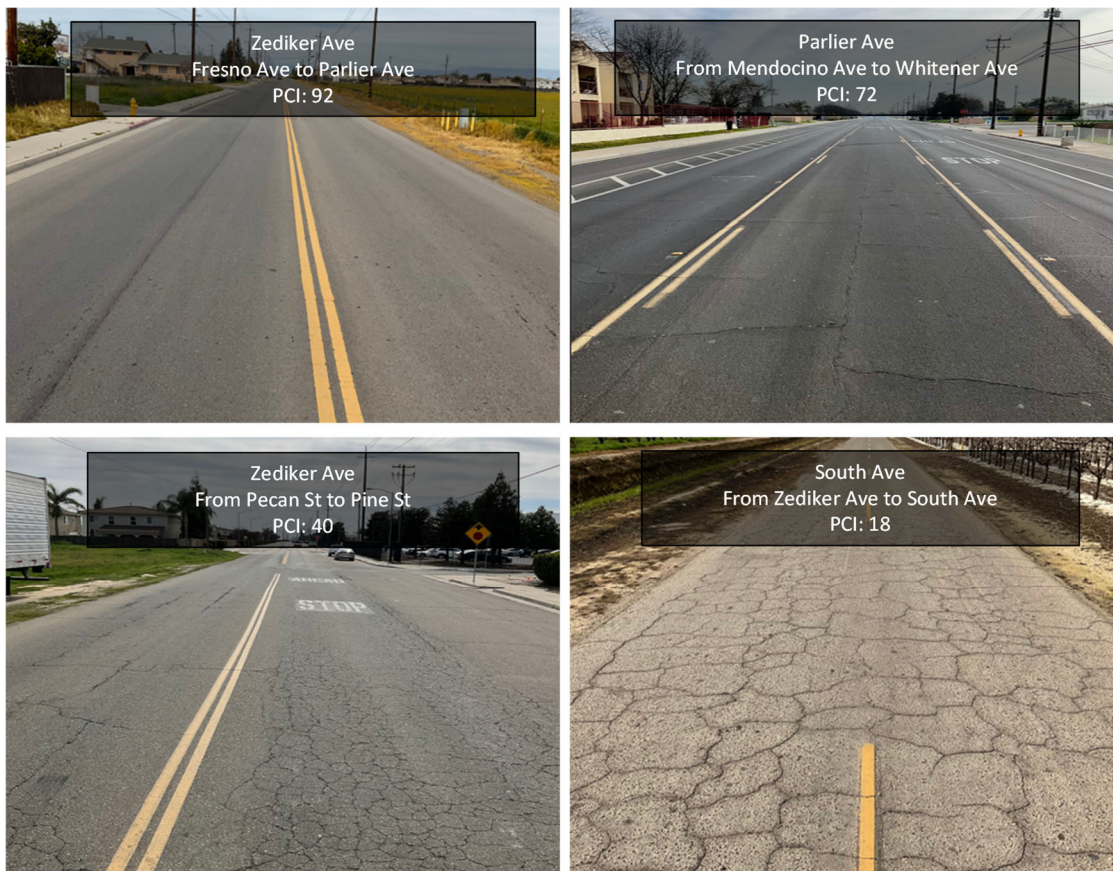 Zediker Ave
Fresno Ave to Parlier Ave
PCI: 92
Parlier Ave
From Mendocino Ave to Whitener Ave
PCI: 72
STOP
Zediker Ave
From Pecan St to Pine St
PCI: 40
AHEAD
STOP
South Ave
From Zediker Ave to South Ave
PCI: 18